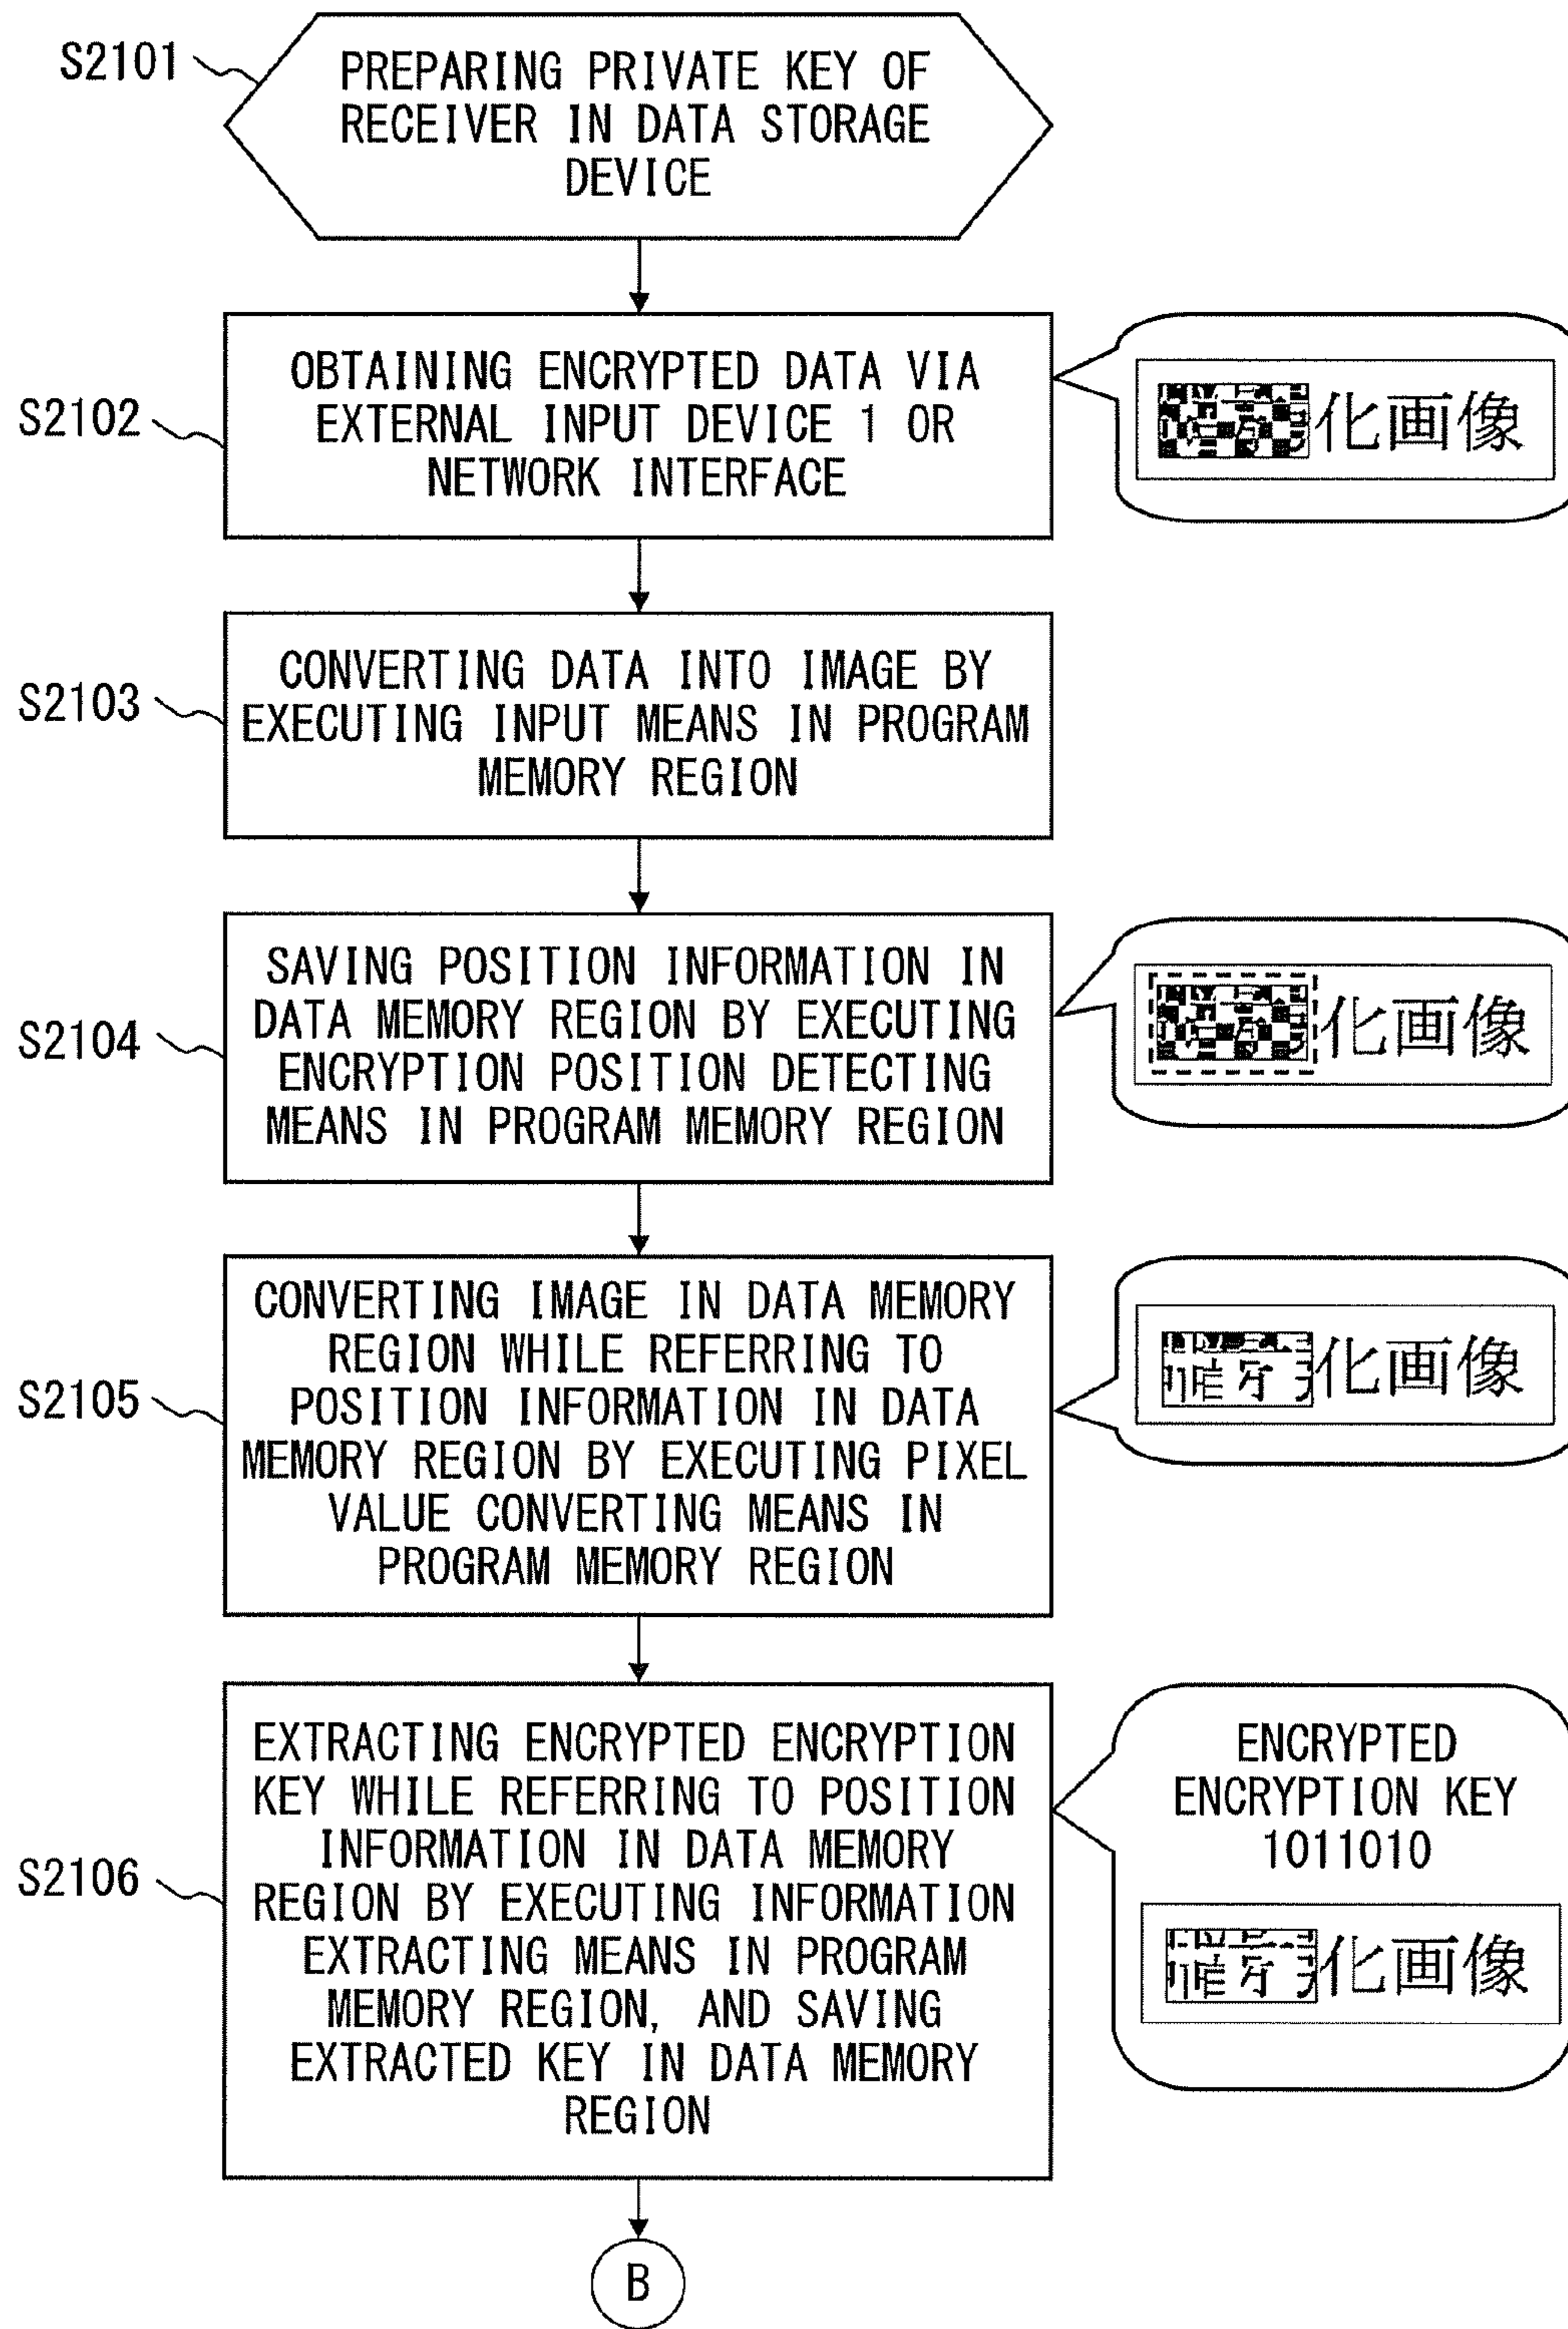 S2101
PREPARING PRIVATE KEY OF
RECEIVER IN DATA STORAGE
DEVICE
S2102
OBTAINING ENCRYPTED DATA VIA
EXTERNAL INPUT DEVICE 1 OR
NETWORK INTERFACE
化画像
S2103
CONVERTING DATA INTO IMAGE BY
EXECUTING INPUT MEANS IN PROGRAM
MEMORY REGION
S2104
SAVING POSITION INFORMATION IN
DATA MEMORY REGION BY EXECUTING
ENCRYPTION POSITION DETECTING
MEANS IN PROGRAM MEMORY REGION
化画像
S2105
CONVERTING IMAGE IN DATA MEMORY
REGION WHILE REFERRING TO
POSITION INFORMATION IN DATA
MEMORY REGION BY EXECUTING PIXEL
VALUE CONVERTING MEANS IN
PROGRAM MEMORY REGION
化画像
S2106
EXTRACTING ENCRYPTED ENCRYPTION
KEY WHILE REFERRING TO POSITION
INFORMATION IN DATA MEMORY
REGION BY EXECUTING INFORMATION
EXTRACTING MEANS IN PROGRAM
MEMORY REGION, AND SAVING
EXTRACTED KEY IN DATA MEMORY
REGION
ENCRYPTED
ENCRYPTION KEY
1011010
化画像
B